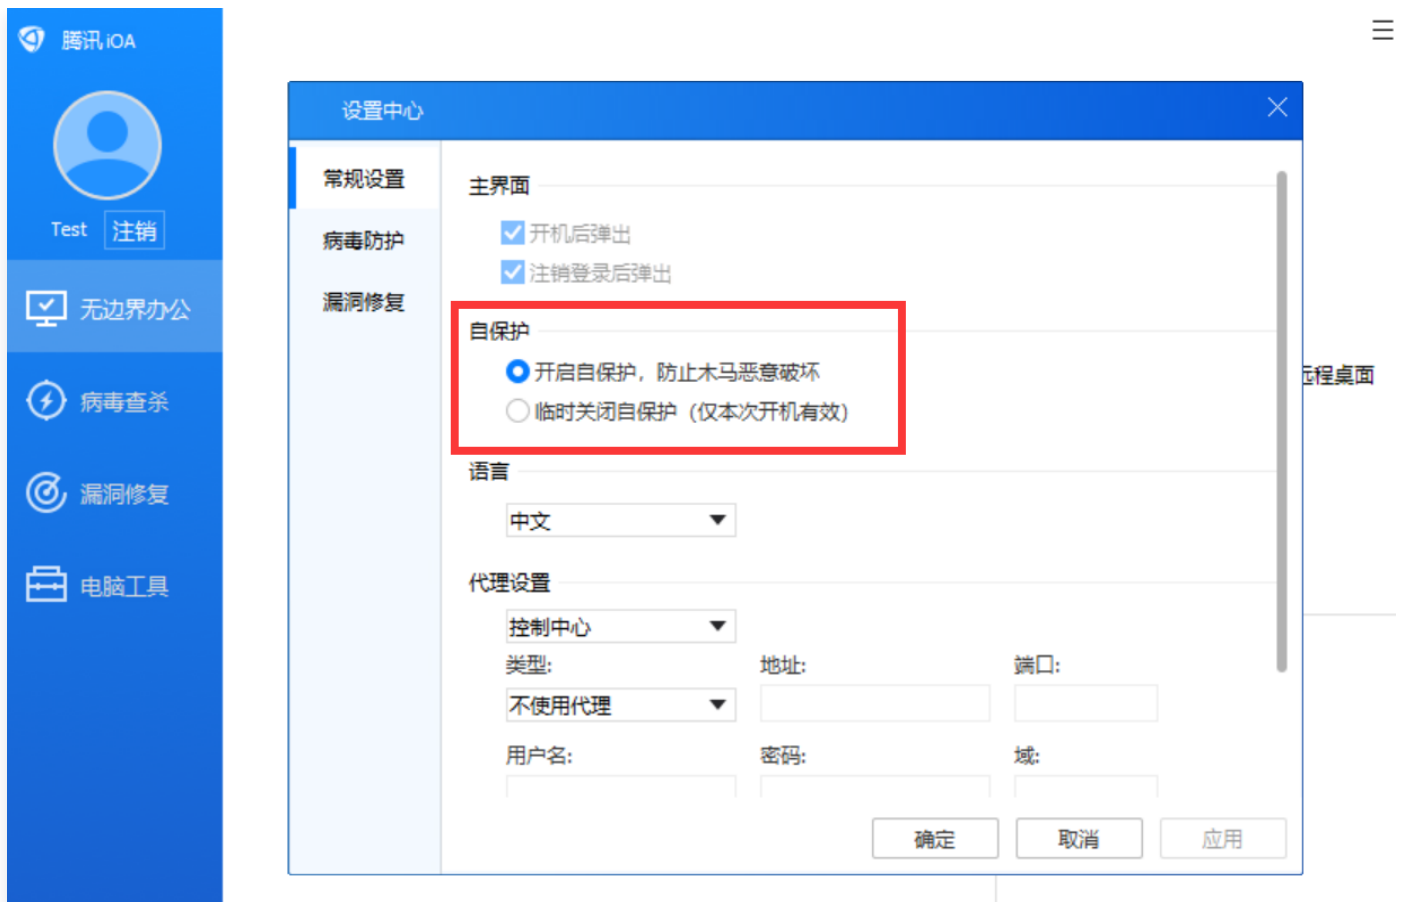 腾讯iOA
Test 注销
无边界办公
病毒查杀
漏洞修复
电脑工具
设置中心
常规设置
病毒防护
漏洞修复
主界面
开机后弹出
注销登录后弹出
自保护
开启自保护，防止木马恶意破坏
临时关闭自保护（仅本次开机有效）
语言
中文
代理设置
控制中心
类型: 地址: 端口:
不使用代理
用户名: 密码: 域:
确定 取消 应用
程桌面